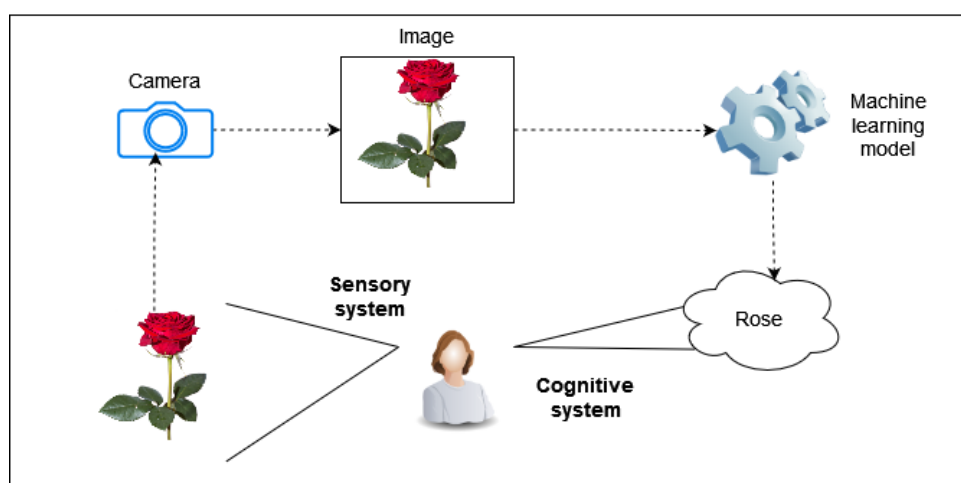 Image
Camera
Machine
learning
model
Sensory
system
Rose
Cognitive
system